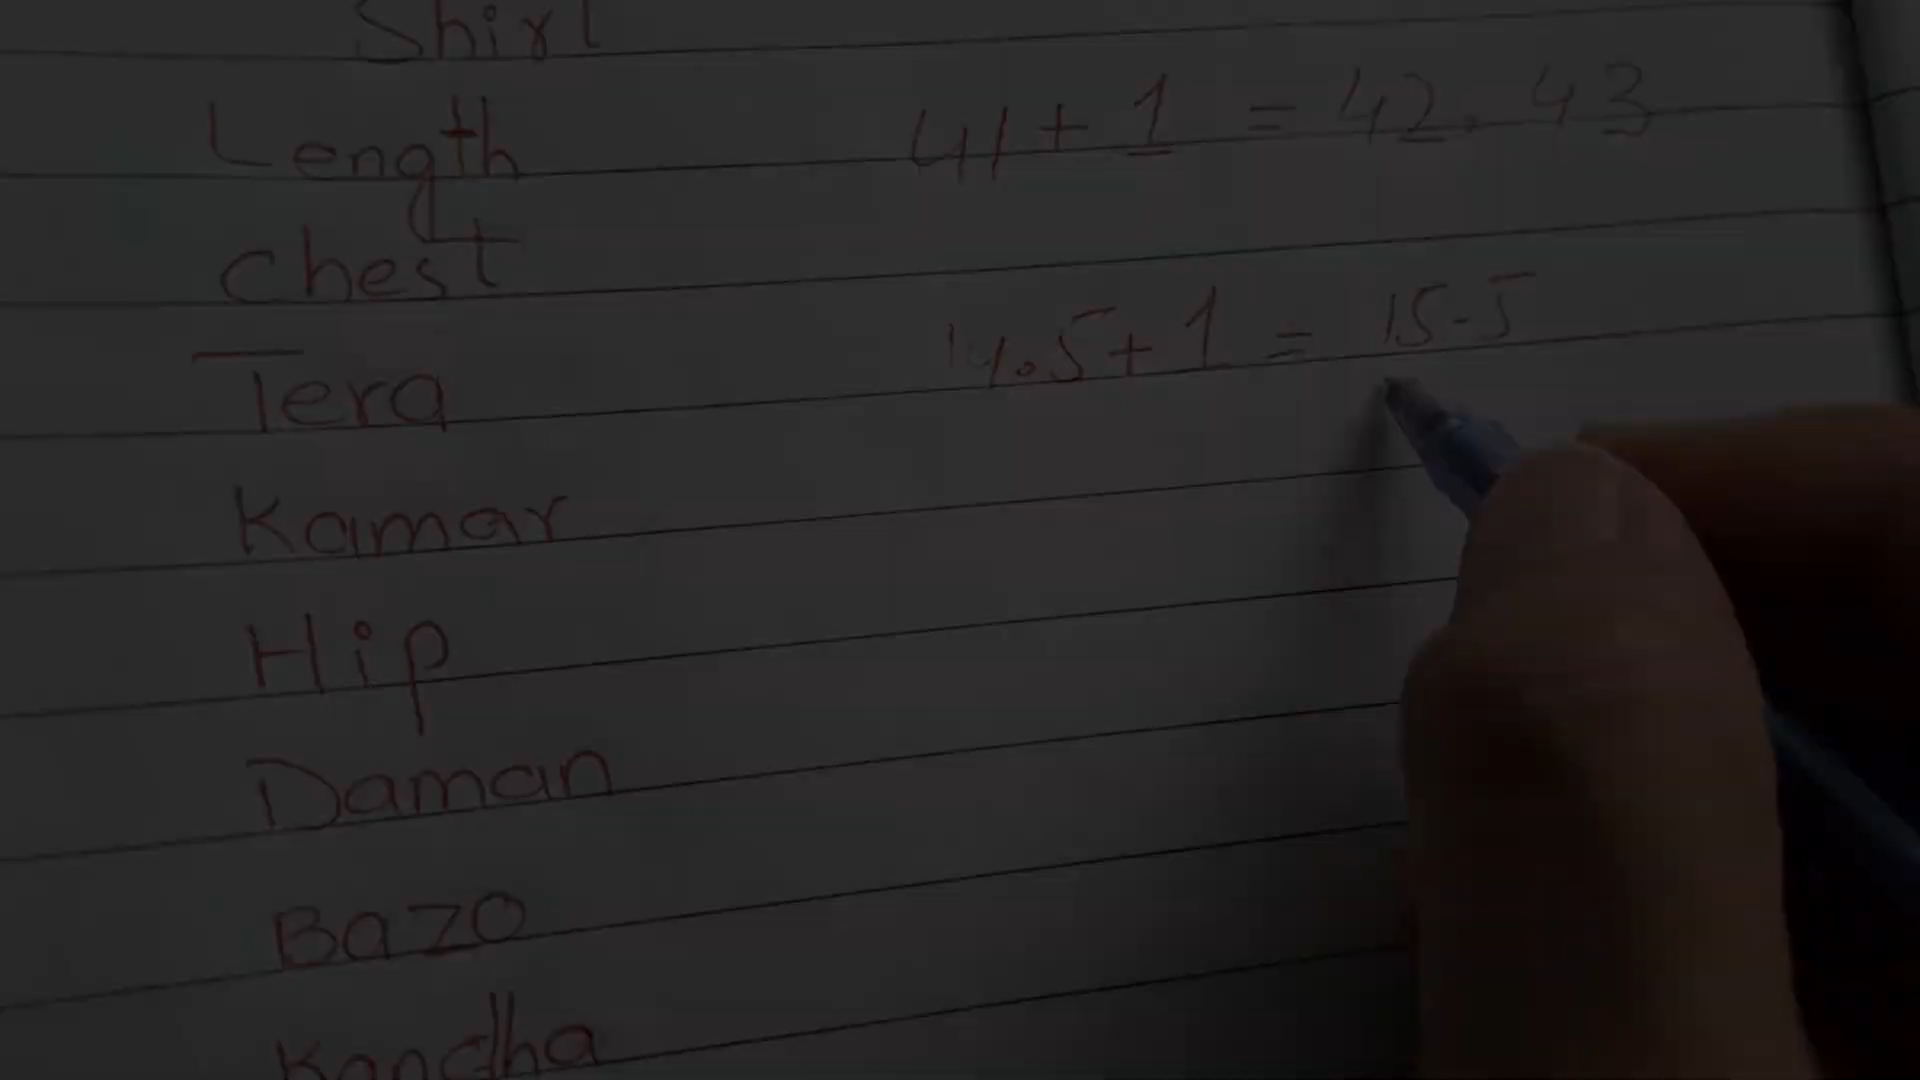 Shirt
Length 41+1 = 42. 43
Chest
Tera 14.5+1 = 15.5
Kamar
Hip
Daman
Bazo
Kandha